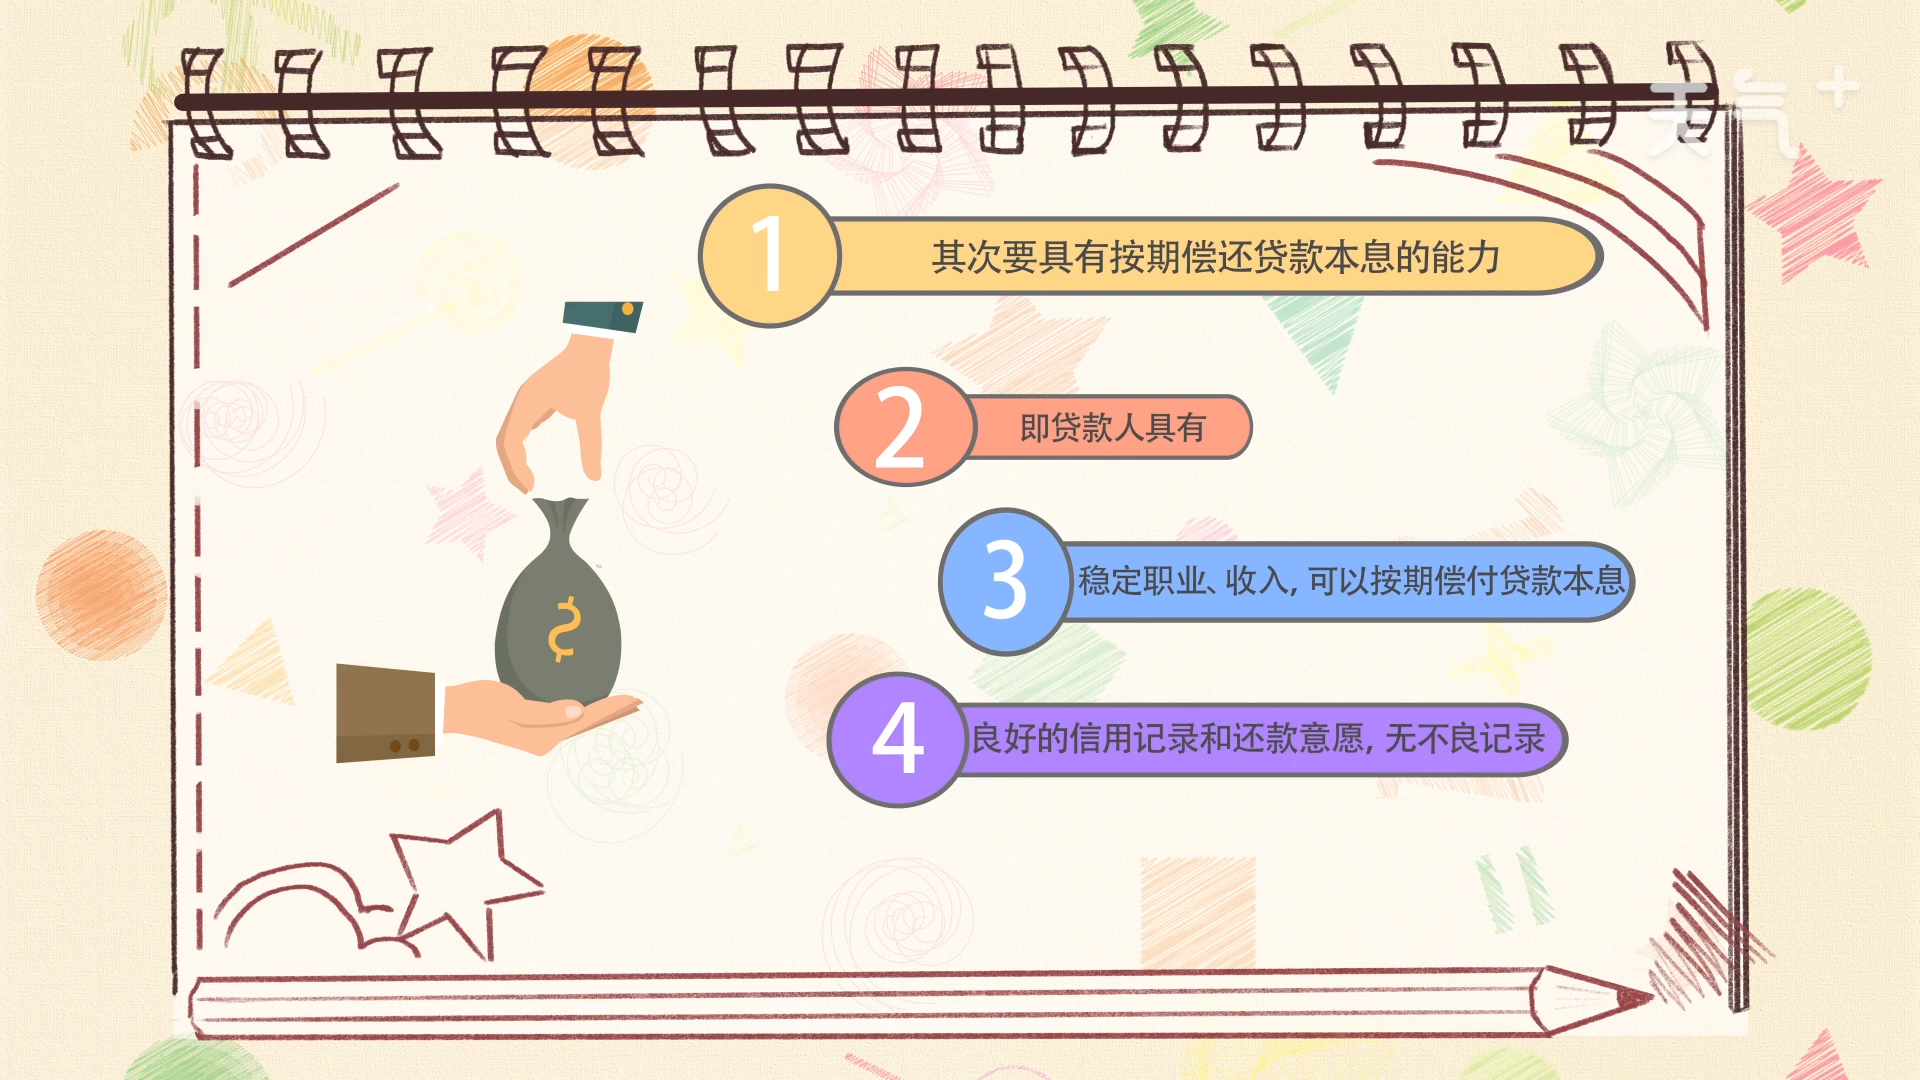 天气+
1 其次要具有按期偿还贷款本息的能力
2 即贷款人具有
3 稳定职业、收入, 可以按期偿付贷款本息
4 良好的信用记录和还款意愿, 无不良记录